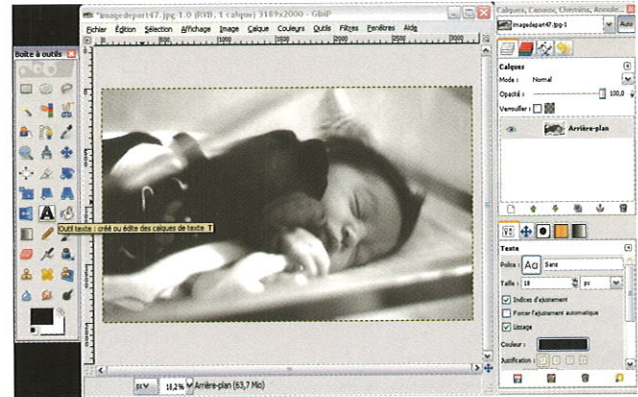 *imagedepart47.jpg-1.0 (RVB, 1 calque) 3189x2000 - GIMP
Fichier Édition Sélection Affichage Image Calque Couleurs Outils Filtres Fenêtres Aide
Boîte à outils
Outil texte : créé ou édite des calques de texte T
px 18,2% Arrière-plan (63,7 Mio)
Calques, Canaux, Chemins, Annuler
imagedepart47.jpg-1 Auto
Calques
Mode : Normal
Opacité : 100,0
Verrouiller :
Arrière-plan
Texte
Police : Aa Sans
Taille : 18 px
Indices d'ajustement
Forcer l'ajustement automatique
Lissage
Couleur :
Justification :